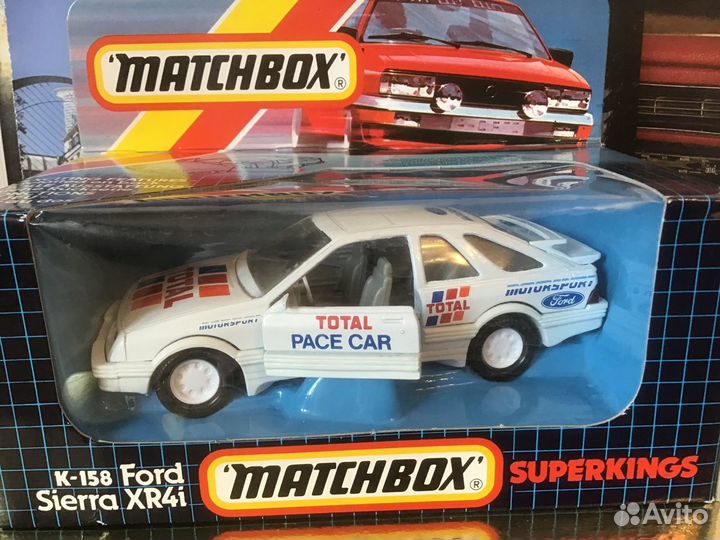 'MATCHBOX'®
TOTAL
MOTORSPORT
TOTAL
PACE CAR
TOTAL
MOTORSPORT
Ford
K-158 Ford
Sierra XR4i
'MATCHBOX'®
SUPERKINGS
Avito